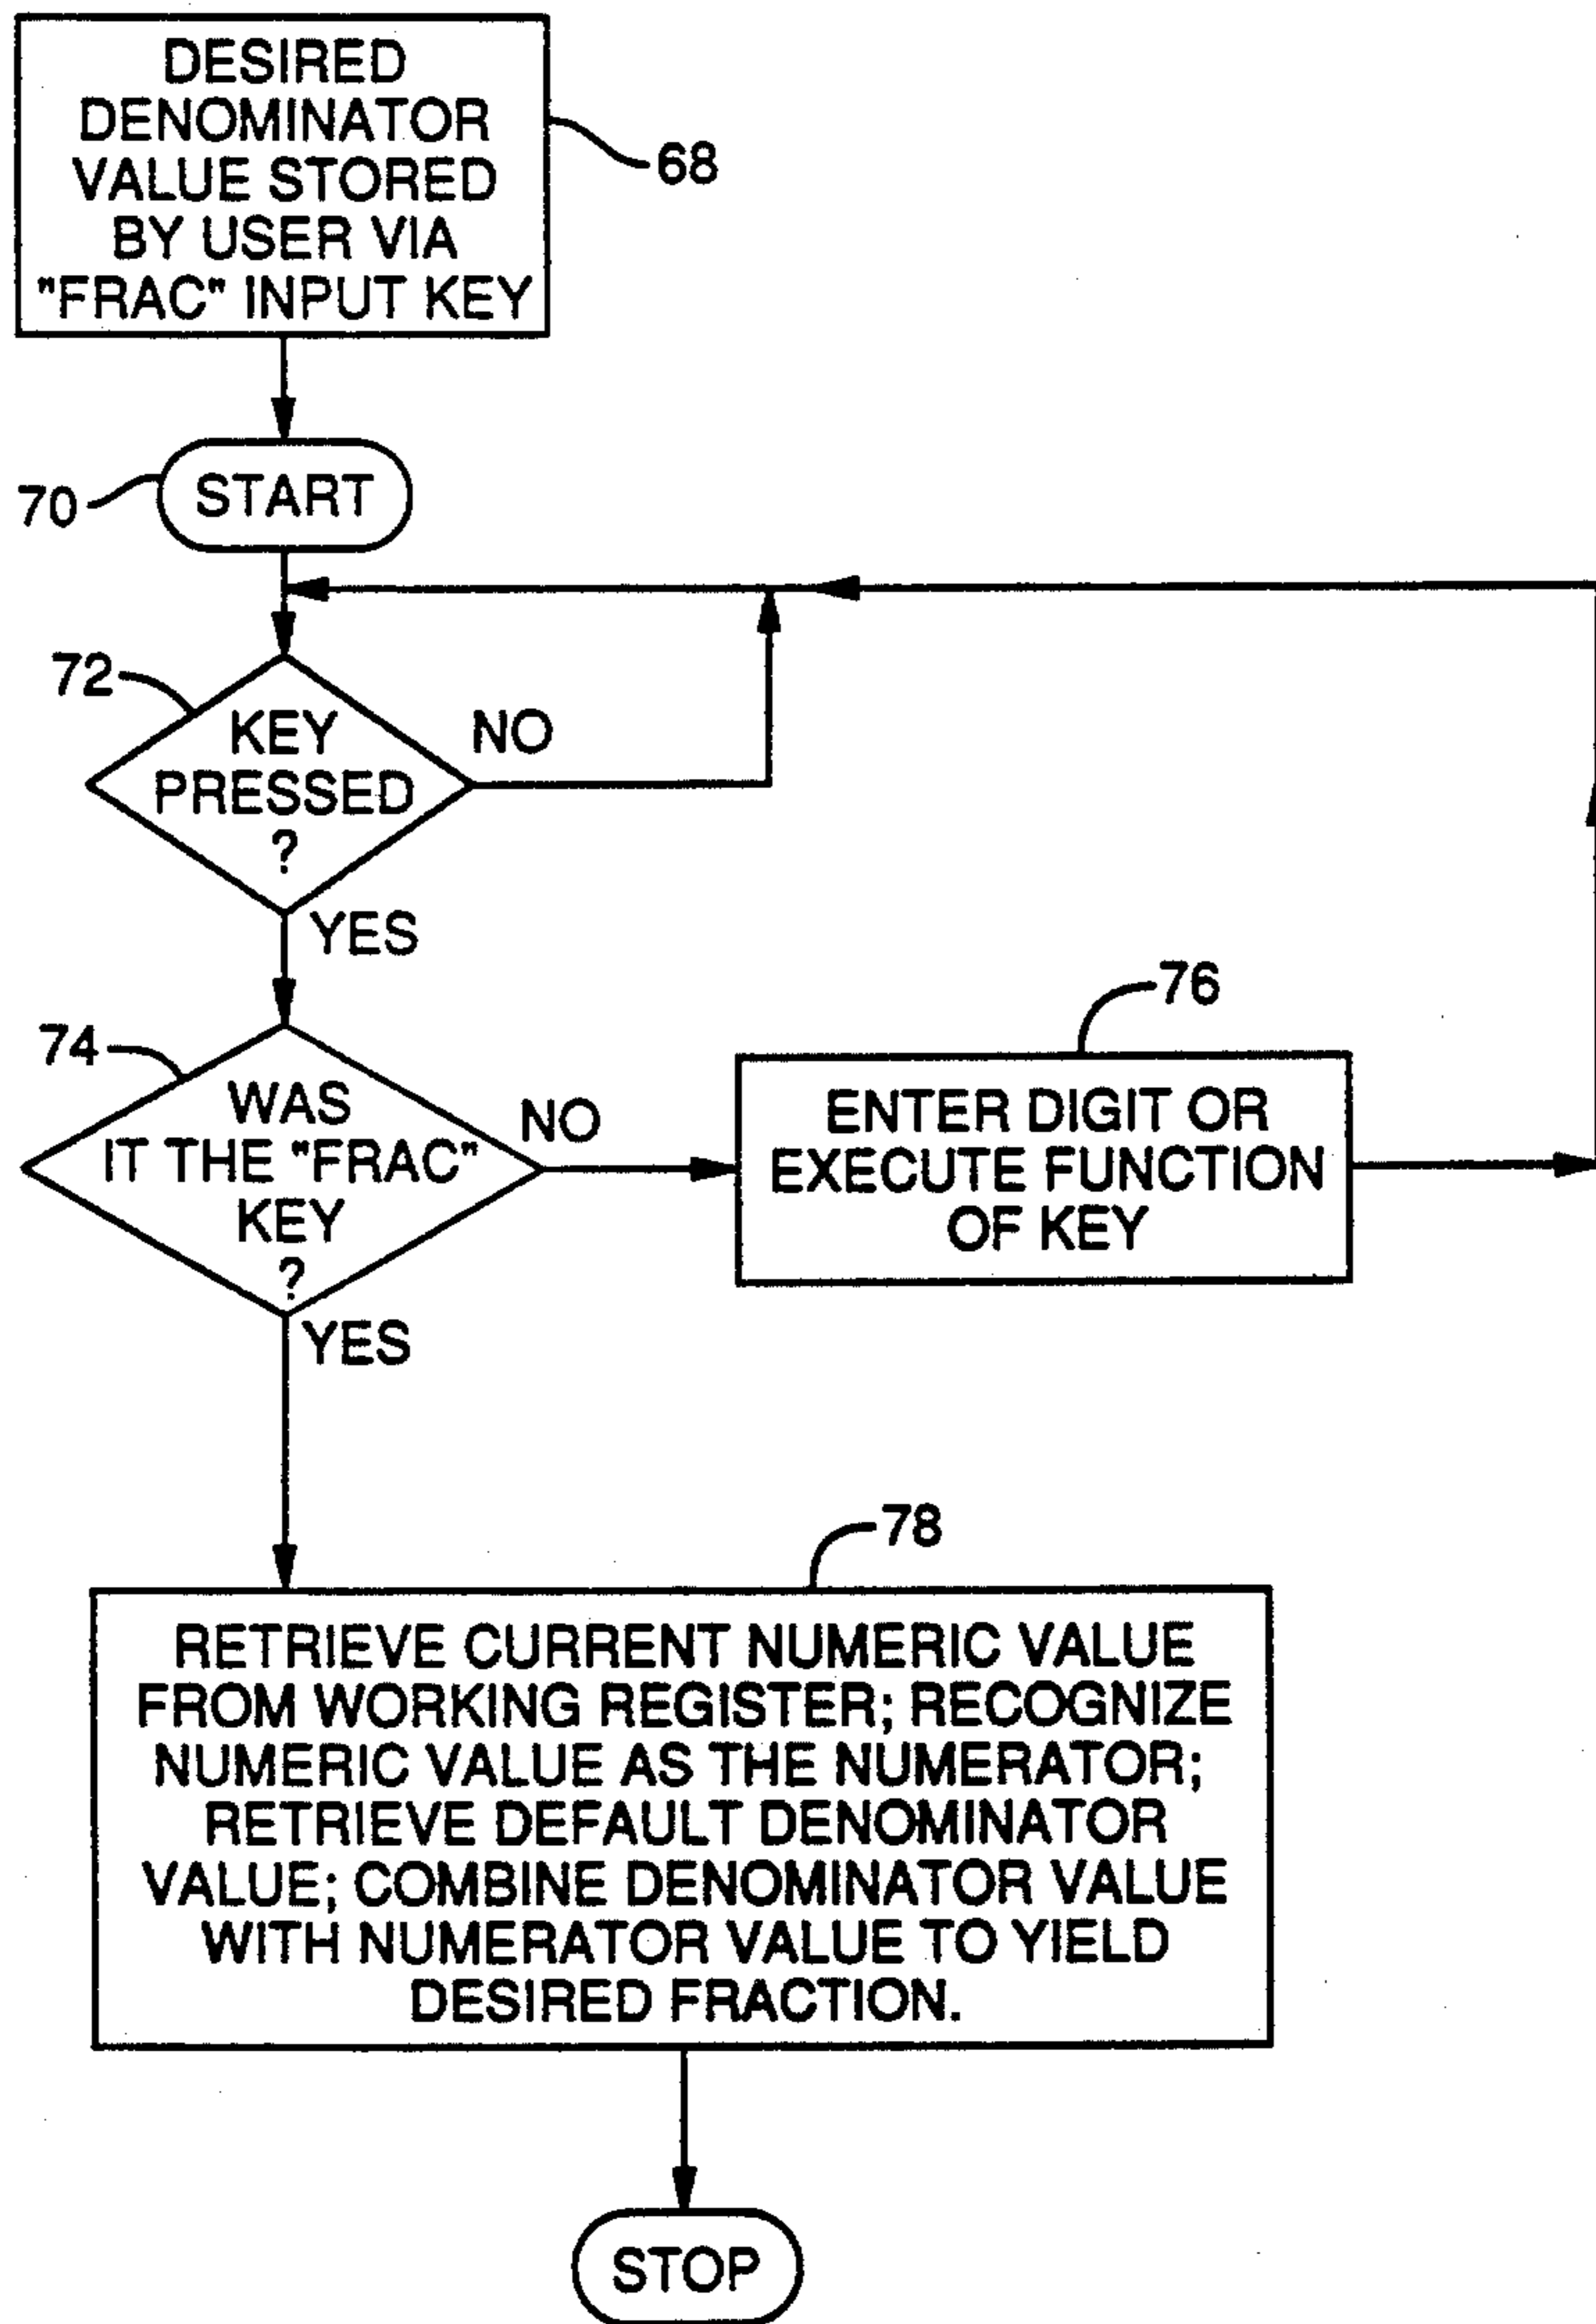 DESIRED
DENOMINATOR
VALUE STORED
BY USER VIA
"FRAC" INPUT KEY
68
70
START
72
KEY
PRESSED
?
NO
YES
74
WAS
IT THE "FRAC"
KEY
?
NO
YES
76
ENTER DIGIT OR
EXECUTE FUNCTION
OF KEY
78
RETRIEVE CURRENT NUMERIC VALUE
FROM WORKING REGISTER; RECOGNIZE
NUMERIC VALUE AS THE NUMERATOR;
RETRIEVE DEFAULT DENOMINATOR
VALUE; COMBINE DENOMINATOR VALUE
WITH NUMERATOR VALUE TO YIELD
DESIRED FRACTION.
STOP